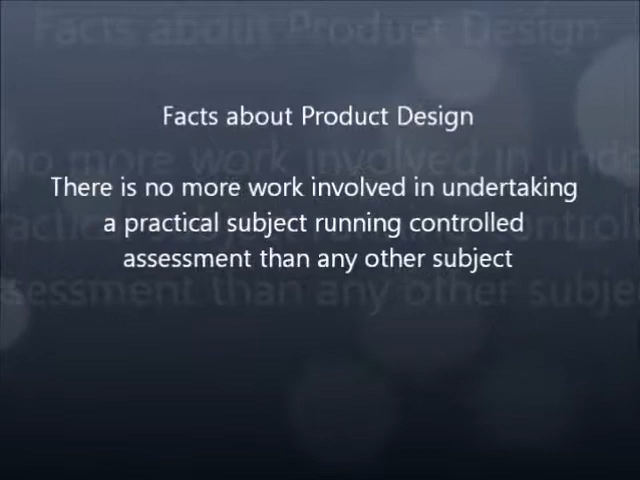 Facts about Product Design
There is no more work involved in undertaking
a practical subject running controlled
assessment than any other subject